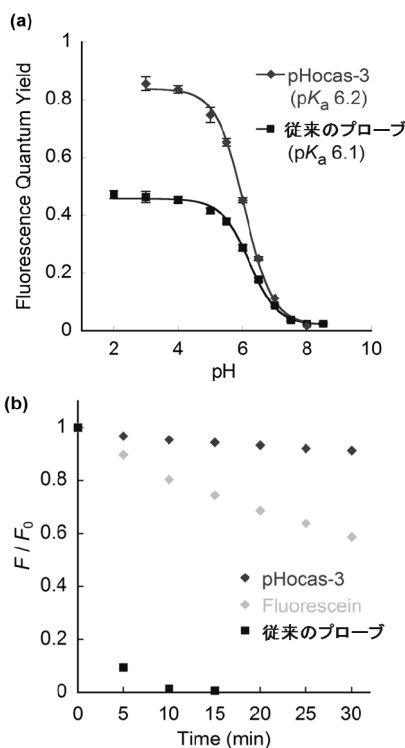 (a)
Fluorescence Quantum Yield
1
0.8
0.6
0.4
0.2
0
pHocas-3
(pKa 6.2)
従来のプローブ
(pKa 6.1)
2 4 6 8 10
pH
(b)
F / F0
1
0.8
0.6
0.4
0.2
0
pHocas-3
Fluorescein
従来のプローブ
0 5 10 15 20 25 30
Time (min)